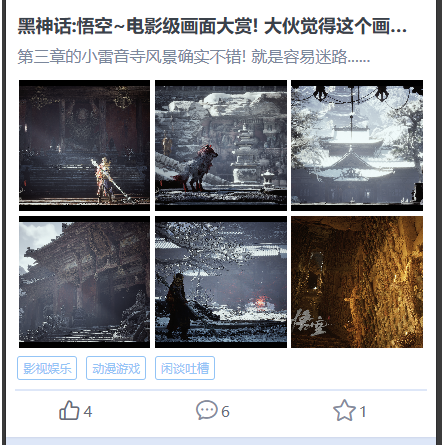 黑神话:悟空~电影级画面大赏! 大伙觉得这个画...
第三章的小雷音寺风景确实不错! 就是容易迷路......
悟空
影视娱乐 动漫游戏 闲谈吐槽
4 6 1